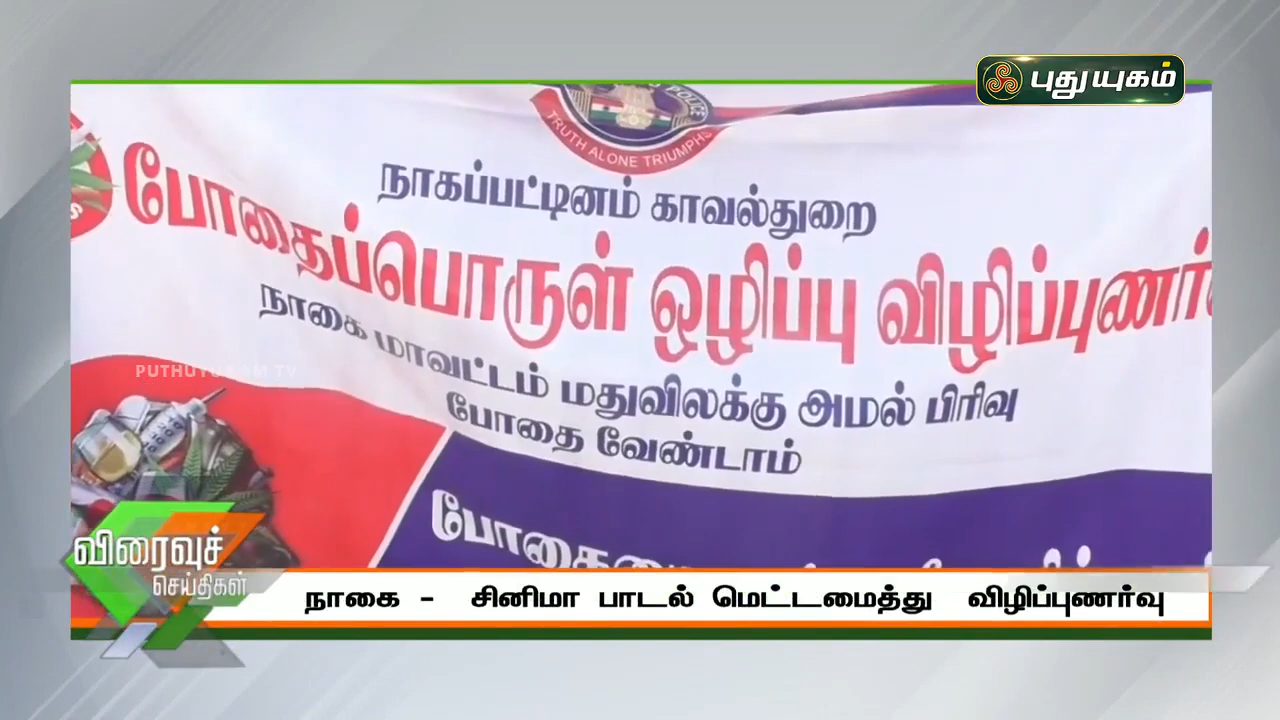 புதுயுகம்
TRUTH ALONE TRIUMPHS
நாகப்பட்டினம் காவல்துறை
போதைப்பொருள் ஒழிப்பு
நாகை மாவட்டம் மதுவிலக்கு அமல் பிரிவு
போதை வேண்டாம்
PUTHUYUGAM TV
விரைவுச்
செய்திகள்
நாகை - சினிமா பாடல் மெட்டமைத்து விழிப்புணர்வு